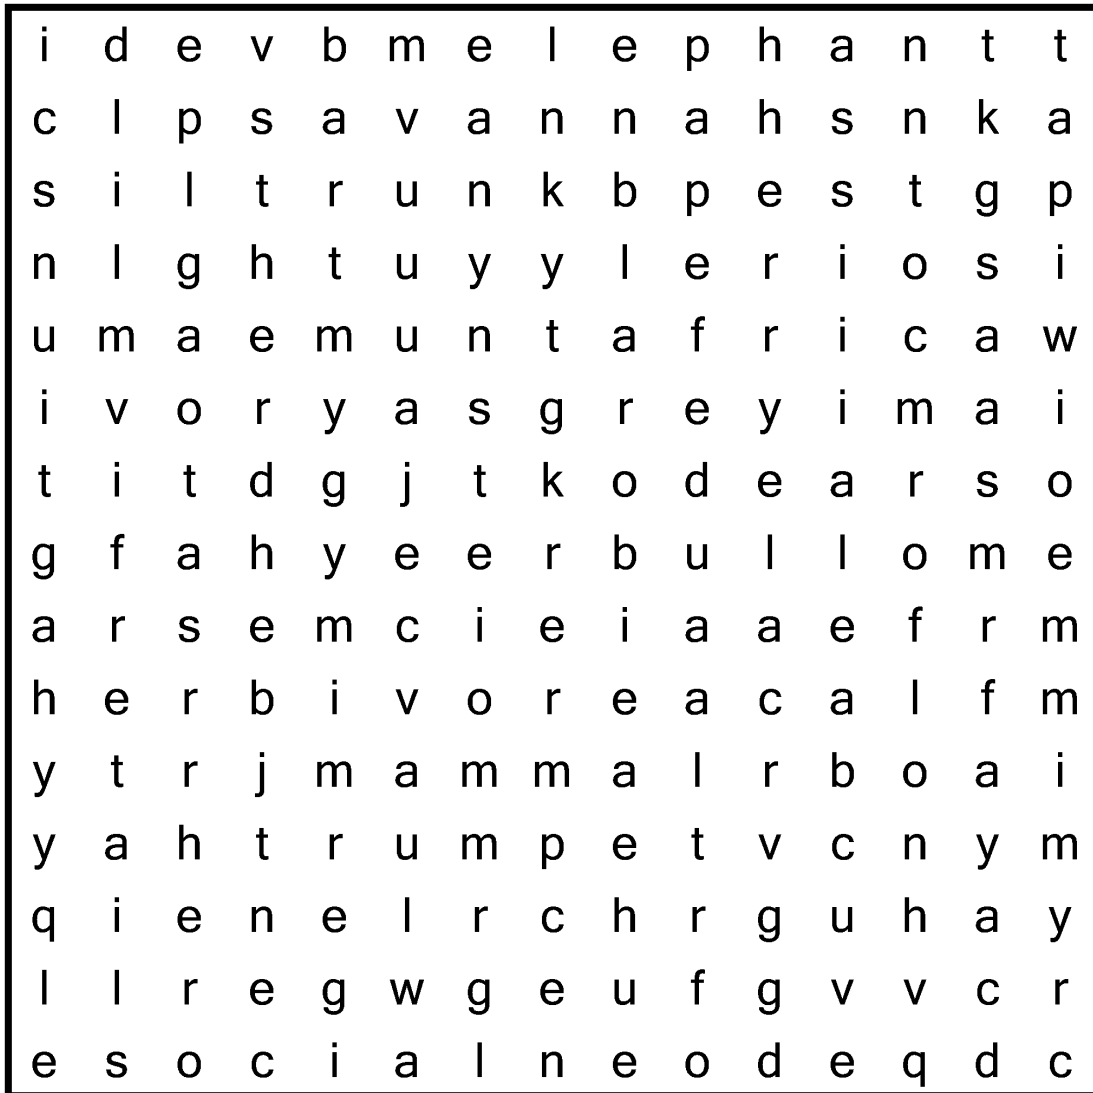 i d e v b m e l e p h a n t t
c l p s a v a n n a h s n k a
s i l t r u n k b p e s t g p
n l g h t u y y l e r i o s i
u m a e m u n t a f r i c a w
i v o r y a s g r e y i m a i
t i t d g j t k o d e a r s o
g f a h y e e r b u l l o m e
a r s e m c i e i a a e f r m
h e r b i v o r e a c a l f m
y t r j m a m m a l r b o a i
y a h t r u m p e t v c n y m
q i e n e l r c h r g u h a y
l l r e g w g e u f g v v c r
e s o c i a l n e o d e q d c